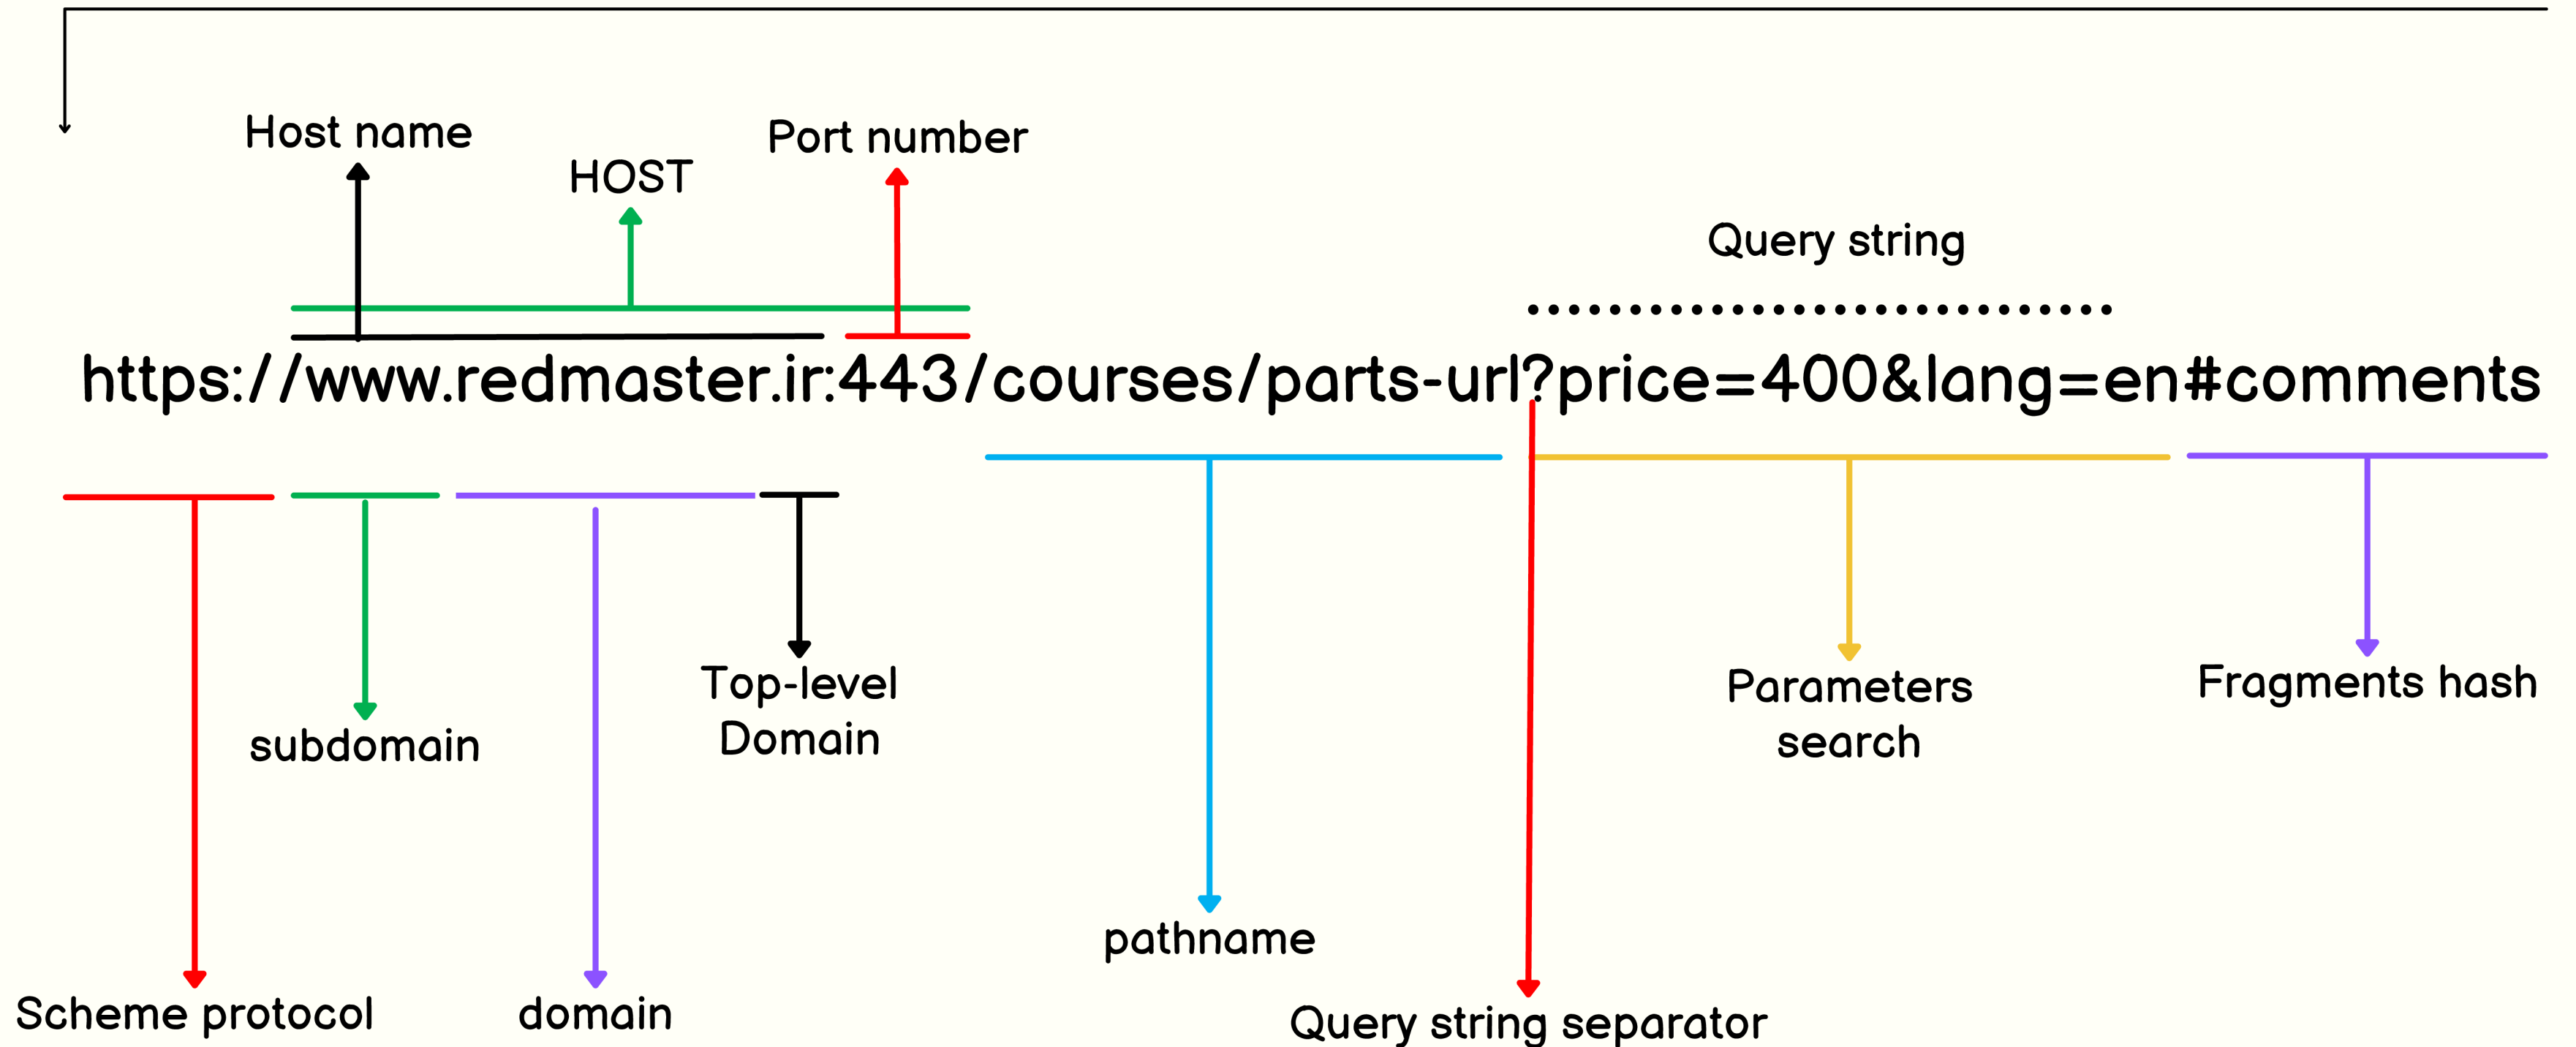 Host name
HOST
Port number
Query string
https://www.redmaster.ir:443/courses/parts-url?price=400&lang=en#comments
Top-level
Domain
subdomain
Parameters
search
Fragments hash
pathname
Scheme protocol
domain
Query string separator